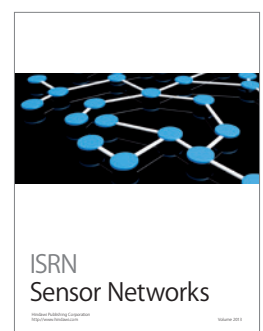 ISRN
Sensor Networks
Hindawi Publishing Corporation
http://www.hindawi.com
Volume 2013